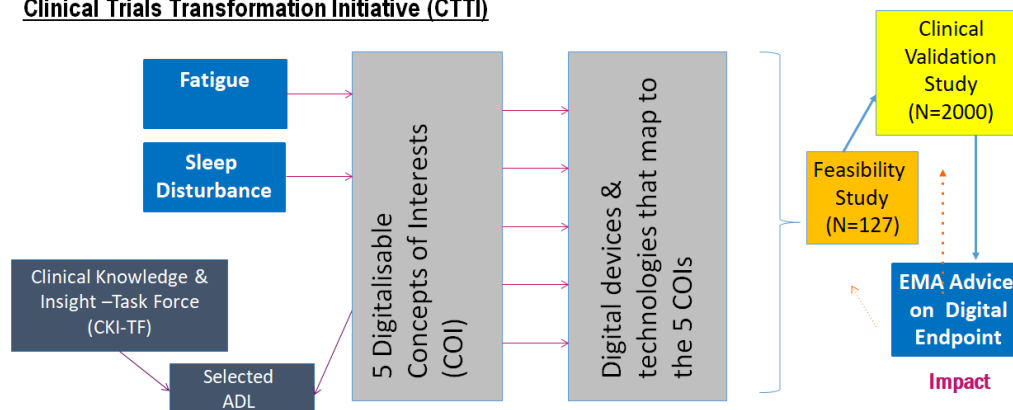 Clinical Trials Transformation Initiative (CTTI)
Fatigue
Sleep
Disturbance
Clinical Knowledge &
Insight –Task Force
(CKI-TF)
Selected
ADL
5 Digitalisable
Concepts of Interests
(COI)
Digital devices &
technologies that map to
the 5 COIs
Clinical
Validation
Study
(N=2000)
Feasibility
Study
(N=127)
EMA Advice
on Digital
Endpoint
Impact